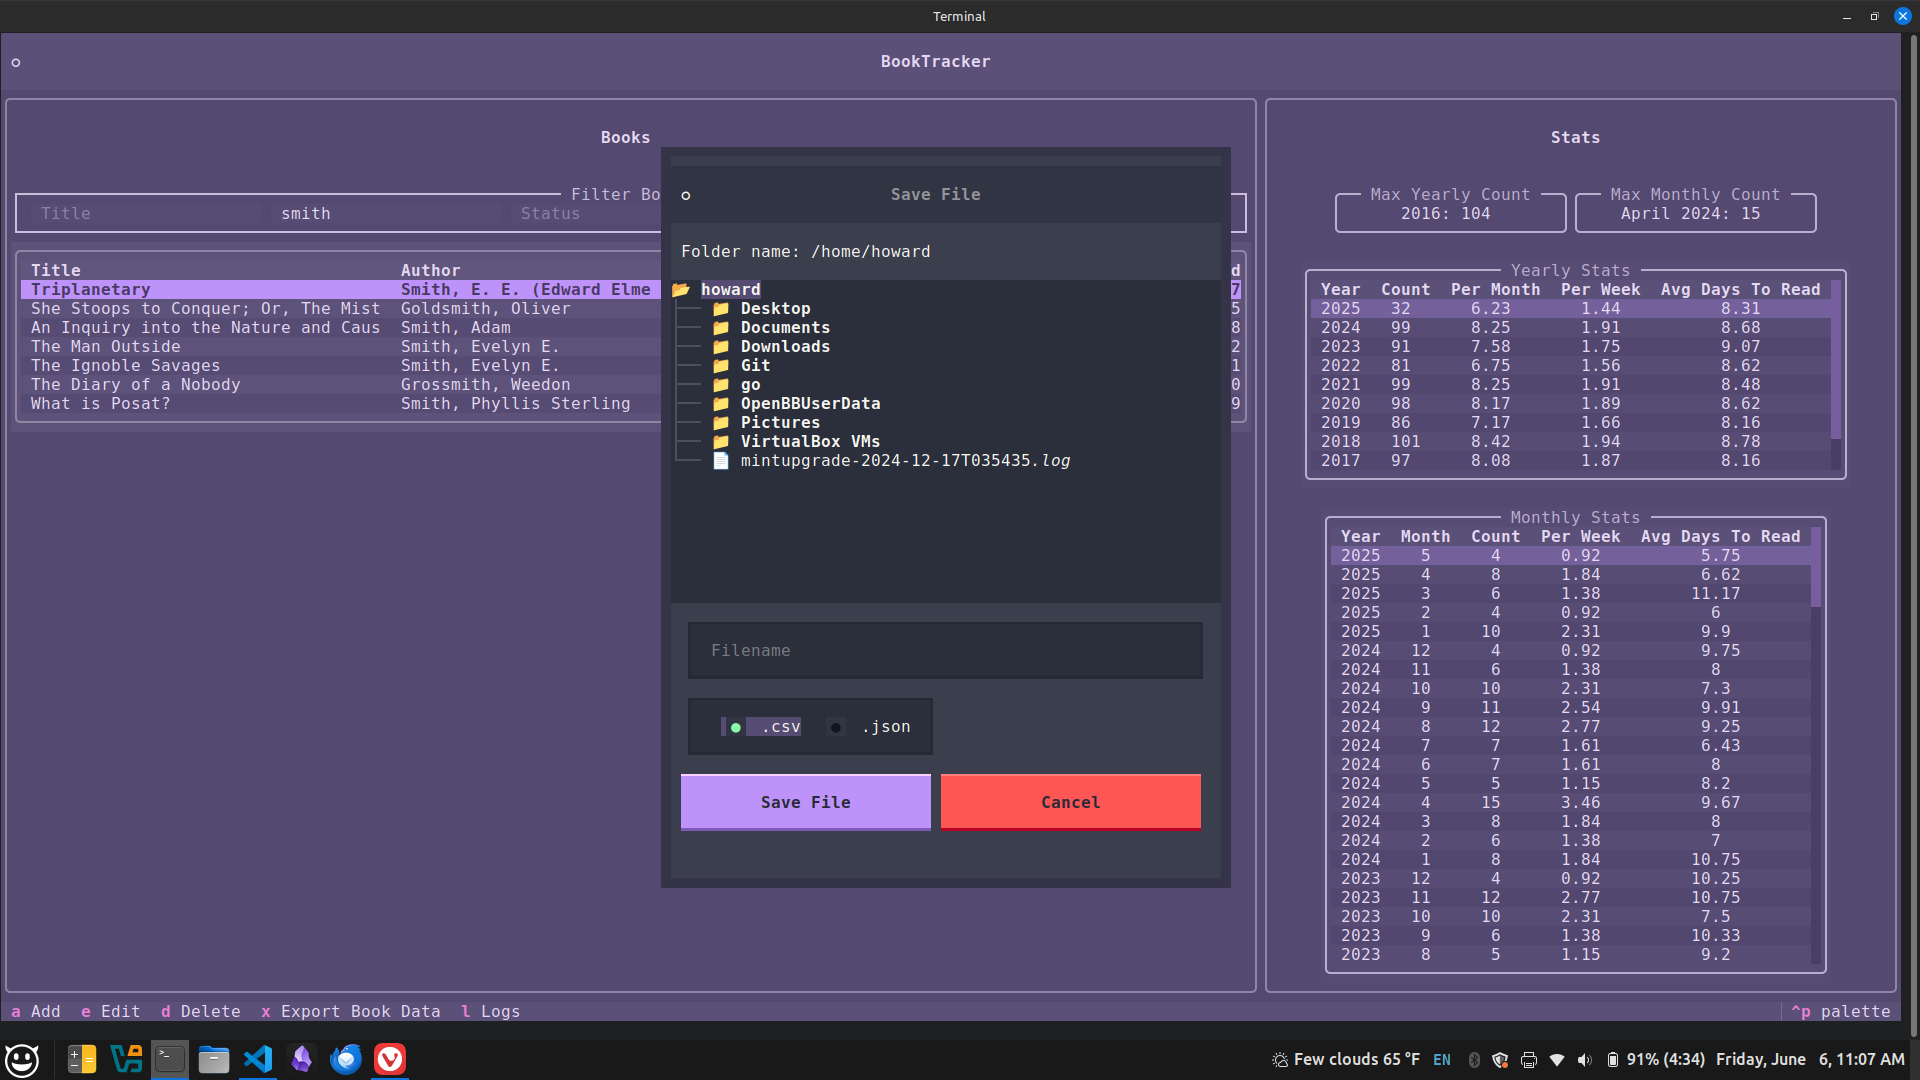 Terminal
BookTracker
Books
Filter Bo
Title smith Status
Title Author d
Triplanetary Smith, E. E. (Edward Elme 7
She Stoops to Conquer; Or, The Mist Goldsmith, Oliver 5
An Inquiry into the Nature and Caus Smith, Adam 8
The Man Outside Smith, Evelyn E. 2
The Ignoble Savages Smith, Evelyn E. 1
The Diary of a Nobody Grossmith, Weedon 0
What is Posat? Smith, Phyllis Sterling 9
Save File
Folder name: /home/howard
howard
Desktop
Documents
Downloads
Git
go
OpenBBUserData
Pictures
VirtualBox VMs
mintupgrade-2024-12-17T035435.log
Filename
.csv .json
Save File Cancel
Stats
Max Yearly Count Max Monthly Count
2016: 104 April 2024: 15
Yearly Stats
Year Count Per Month Per Week Avg Days To Read
2025 32 6.23 1.44 8.31
2024 99 8.25 1.91 8.68
2023 91 7.58 1.75 9.07
2022 81 6.75 1.56 8.62
2021 99 8.25 1.91 8.48
2020 98 8.17 1.89 8.62
2019 86 7.17 1.66 8.16
2018 101 8.42 1.94 8.78
2017 97 8.08 1.87 8.16
Monthly Stats
Year Month Count Per Week Avg Days To Read
2025 5 4 0.92 5.75
2025 4 8 1.84 6.62
2025 3 6 1.38 11.17
2025 2 4 0.92 6
2025 1 10 2.31 9.9
2024 12 4 0.92 9.75
2024 11 6 1.38 8
2024 10 10 2.31 7.3
2024 9 11 2.54 9.91
2024 8 12 2.77 9.25
2024 7 7 1.61 6.43
2024 6 7 1.61 8
2024 5 5 1.15 8.2
2024 4 15 3.46 9.67
2024 3 8 1.84 8
2024 2 6 1.38 7
2024 1 8 1.84 10.75
2023 12 4 0.92 10.25
2023 11 12 2.77 10.75
2023 10 10 2.31 7.5
2023 9 6 1.38 10.33
2023 8 5 1.15 9.2
a Add e Edit d Delete x Export Book Data l Logs ^p palette
Few clouds 65 °F EN 91% (4:34) Friday, June 6, 11:07 AM